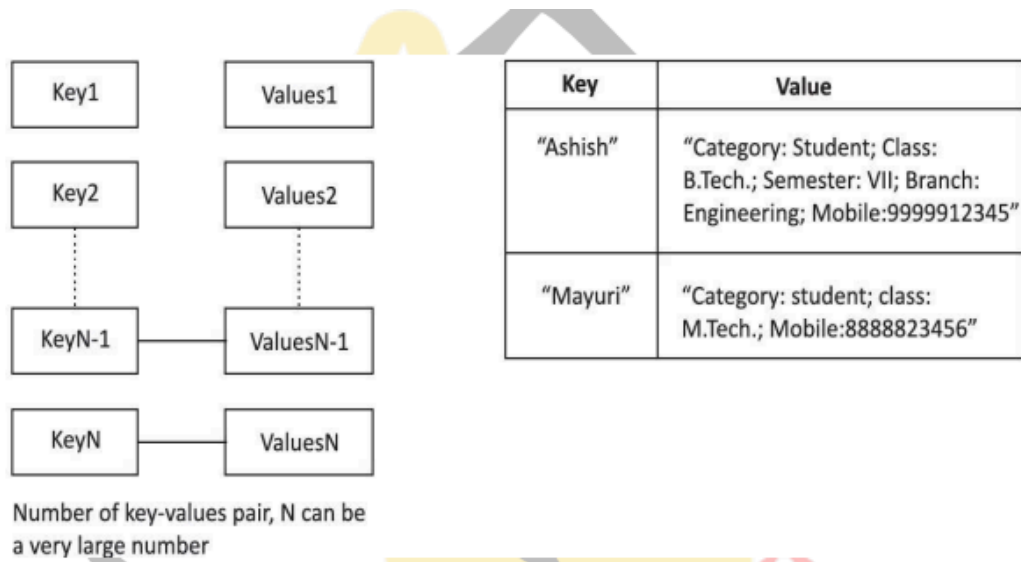 Key1 Values1
Key2 Values2
KeyN-1 ValuesN-1
KeyN ValuesN
Number of key-values pair, N can be
a very large number
Key Value
“Ashish” “Category: Student; Class:
B.Tech.; Semester: VII; Branch:
Engineering; Mobile:9999912345”
“Mayuri” “Category: student; class:
M.Tech.; Mobile:8888823456”